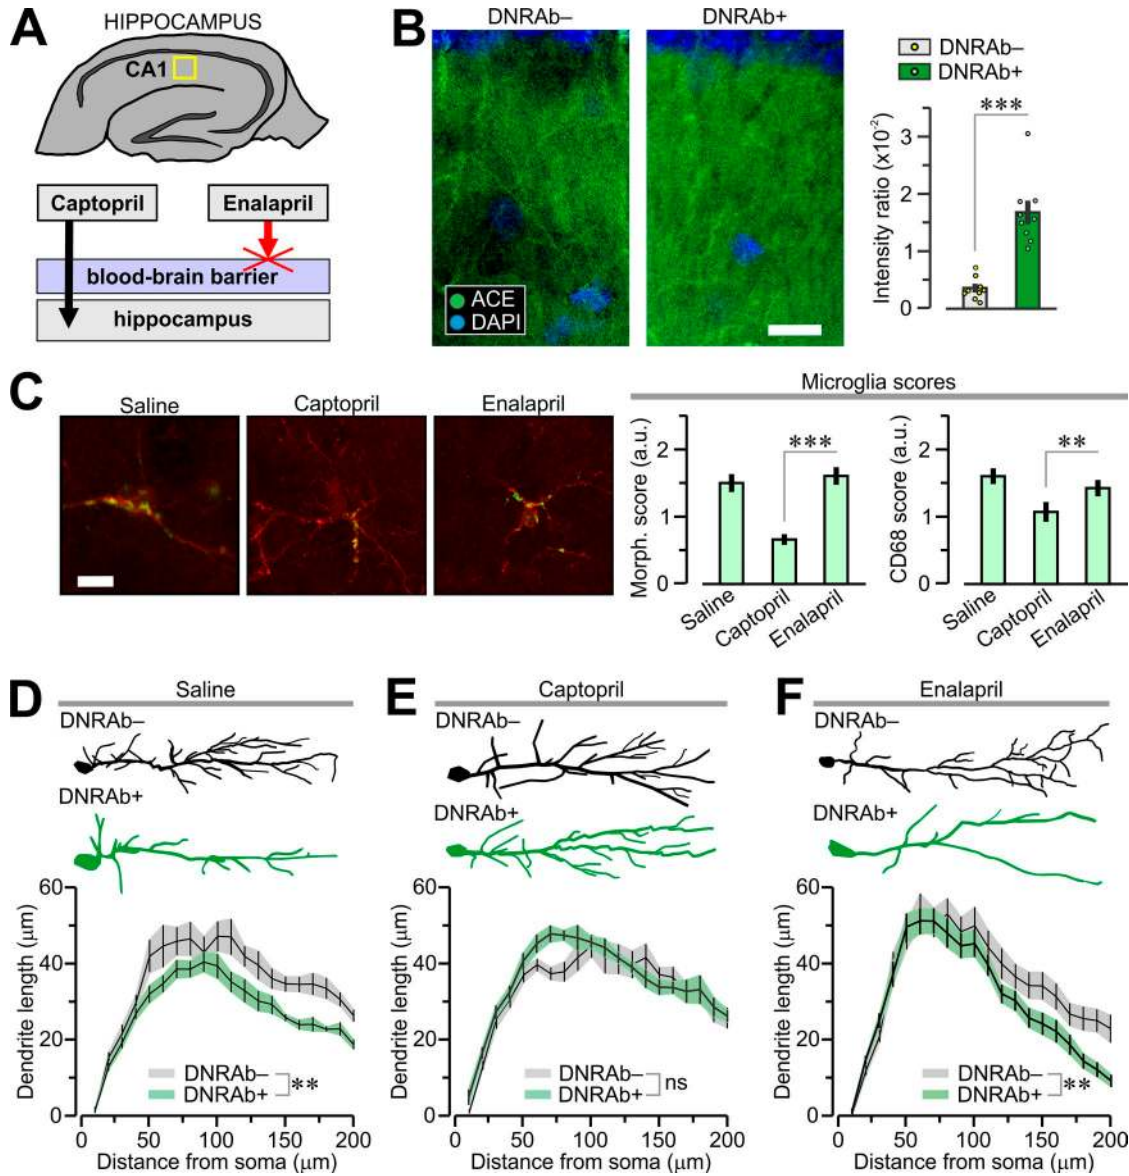 A
HIPPOCAMPUS
CA1
Captopril
Enalapril
blood-brain barrier
hippocampus
B
DNRAb–
DNRAb+
ACE
DAPI
DNRAb–
DNRAb+
***
Intensity ratio (x10⁻²)
3
2
1
0
C
Saline
Captopril
Enalapril
Microglia scores
Morph. score (a.u.)
2
1
0
***
Saline
Captopril
Enalapril
CD68 score (a.u.)
2
1
0
**
Saline
Captopril
Enalapril
D
Saline
DNRAb–
DNRAb+
Dendrite length (µm)
60
40
20
0
DNRAb–
DNRAb+
**
0
50
100
150
200
Distance from soma (µm)
E
Captopril
DNRAb–
DNRAb+
Dendrite length (µm)
60
40
20
0
DNRAb–
DNRAb+
ns
0
50
100
150
200
Distance from soma (µm)
F
Enalapril
DNRAb–
DNRAb+
Dendrite length (µm)
60
40
20
0
DNRAb–
DNRAb+
**
0
50
100
150
200
Distance from soma (µm)